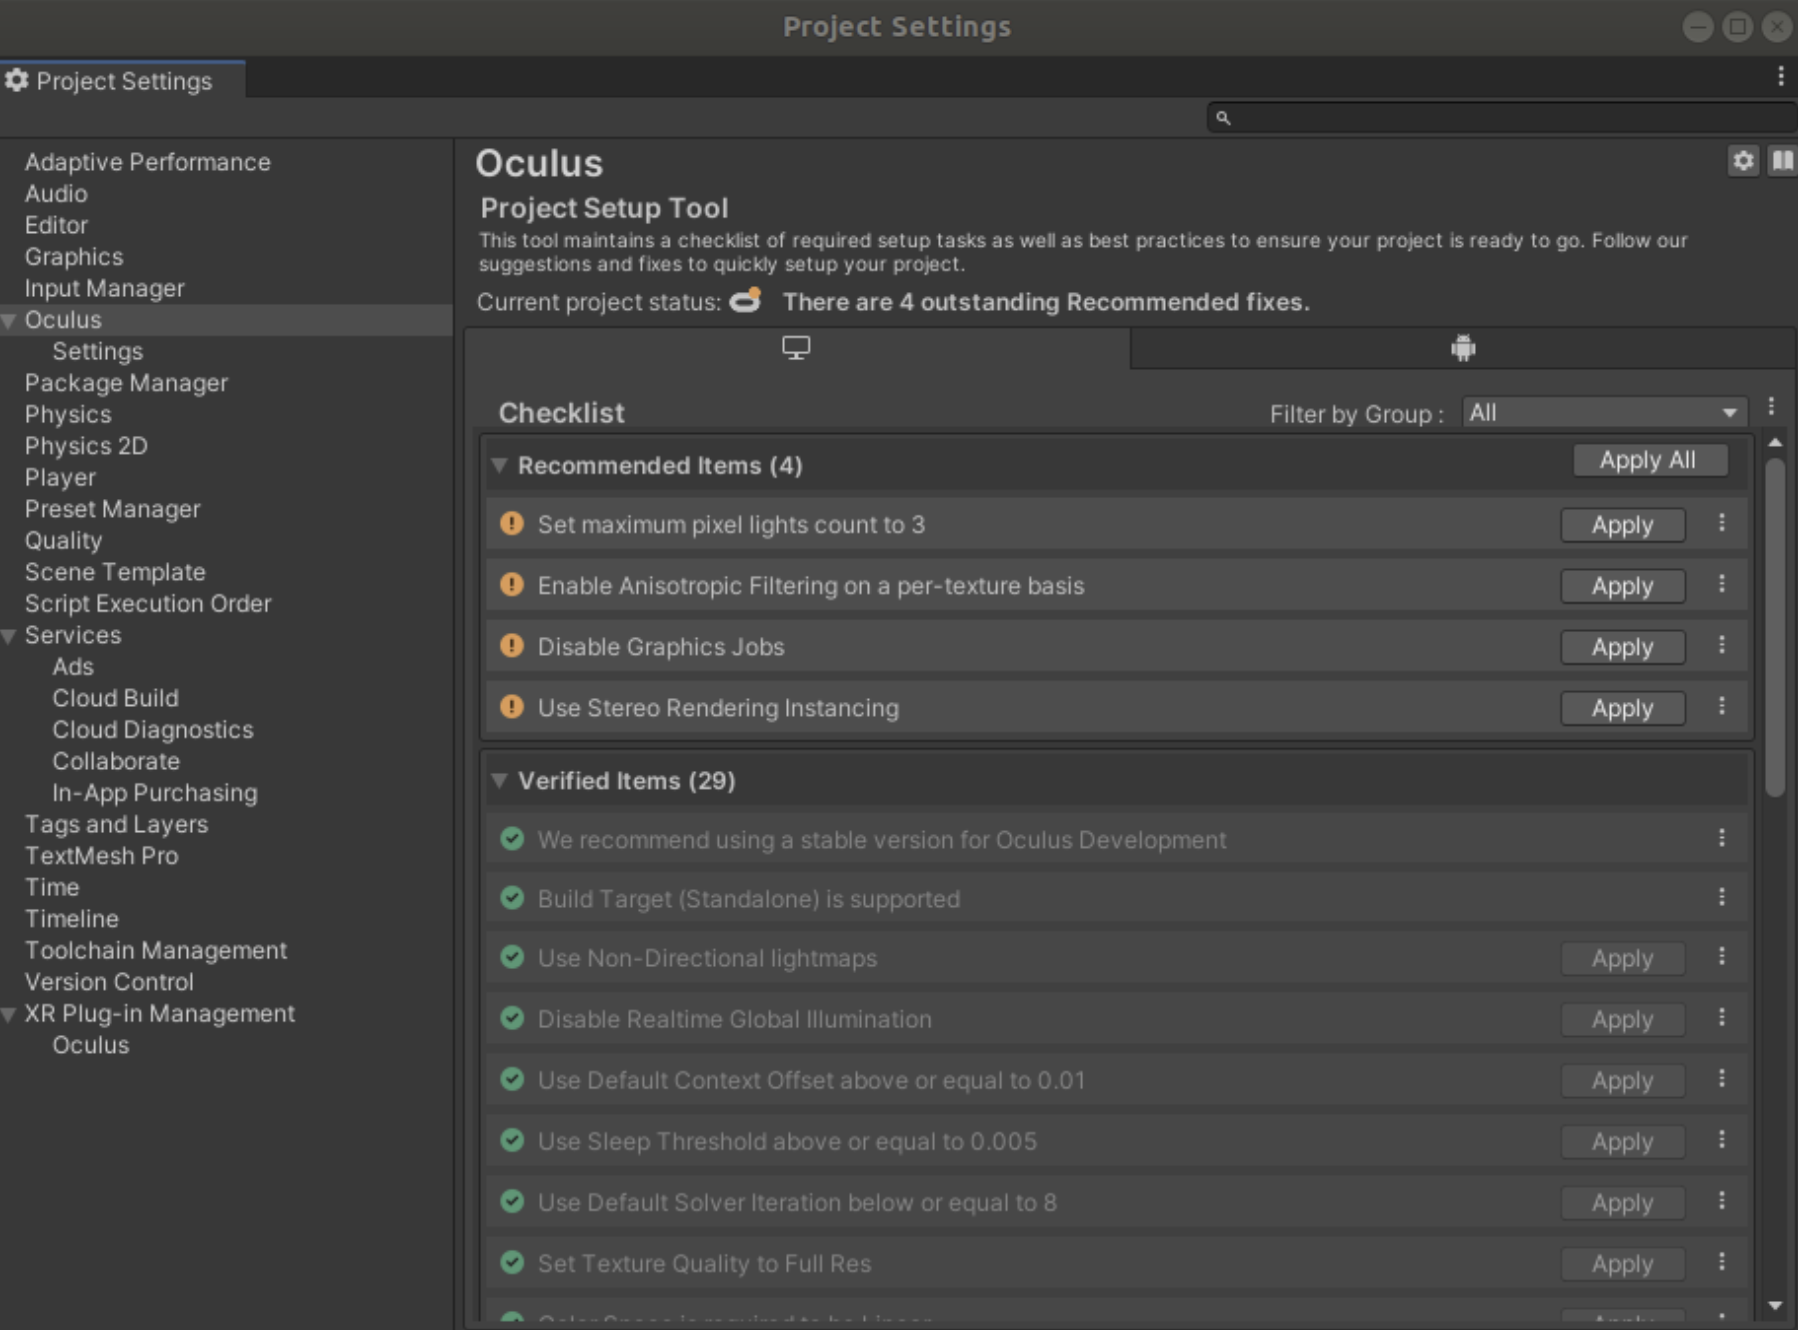 Project Settings
Project Settings
Adaptive Performance
Audio
Editor
Graphics
Input Manager
Oculus
Settings
Package Manager
Physics
Physics 2D
Player
Preset Manager
Quality
Scene Template
Script Execution Order
Services
Ads
Cloud Build
Cloud Diagnostics
Collaborate
In-App Purchasing
Tags and Layers
TextMesh Pro
Time
Timeline
Toolchain Management
Version Control
XR Plug-in Management
Oculus
Oculus
Project Setup Tool
This tool maintains a checklist of required setup tasks as well as best practices to ensure your project is ready to go. Follow our
suggestions and fixes to quickly setup your project.
Current project status: There are 4 outstanding Recommended fixes.
Checklist Filter by Group : All
Recommended Items (4) Apply All
Set maximum pixel lights count to 3 Apply
Enable Anisotropic Filtering on a per-texture basis Apply
Disable Graphics Jobs Apply
Use Stereo Rendering Instancing Apply
Verified Items (29)
We recommend using a stable version for Oculus Development
Build Target (Standalone) is supported
Use Non-Directional lightmaps Apply
Disable Realtime Global Illumination Apply
Use Default Context Offset above or equal to 0.01 Apply
Use Sleep Threshold above or equal to 0.005 Apply
Use Default Solver Iteration below or equal to 8 Apply
Set Texture Quality to Full Res Apply
Color Space is required to be Linear Apply